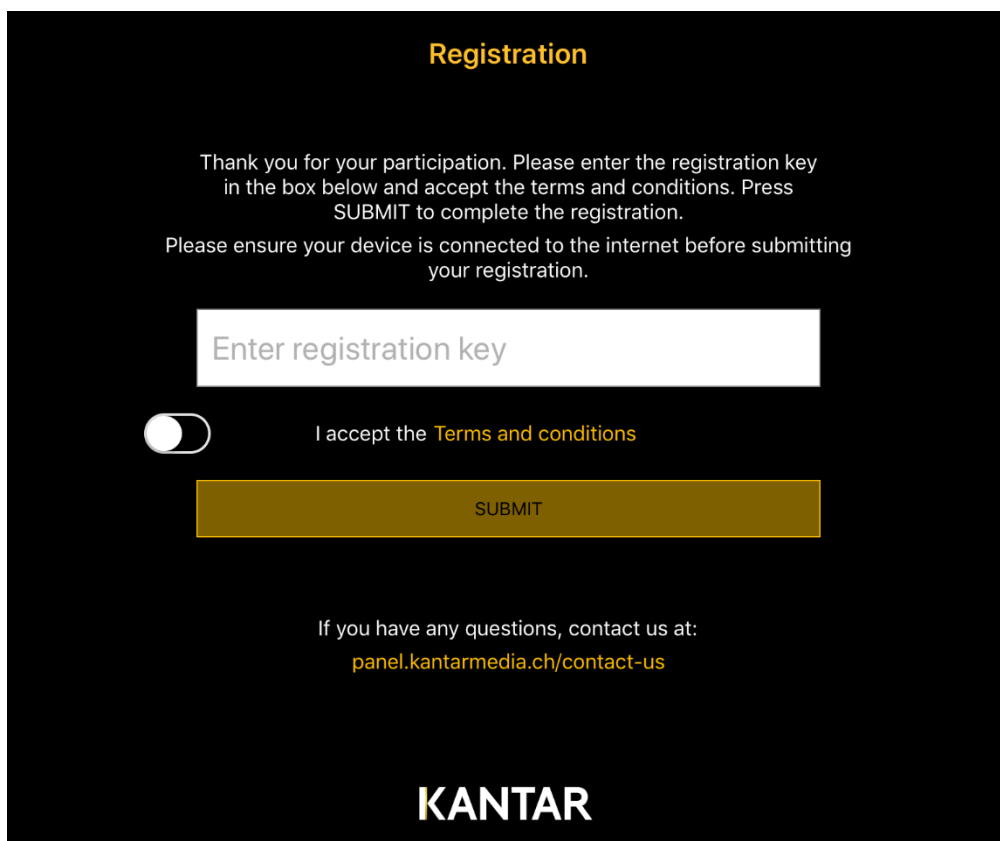 Registration
Thank you for your participation. Please enter the registration key
in the box below and accept the terms and conditions. Press
SUBMIT to complete the registration.
Please ensure your device is connected to the internet before submitting
your registration.
Enter registration key
I accept the Terms and conditions
SUBMIT
If you have any questions, contact us at:
panel.kantarmedia.ch/contact-us
KANTAR